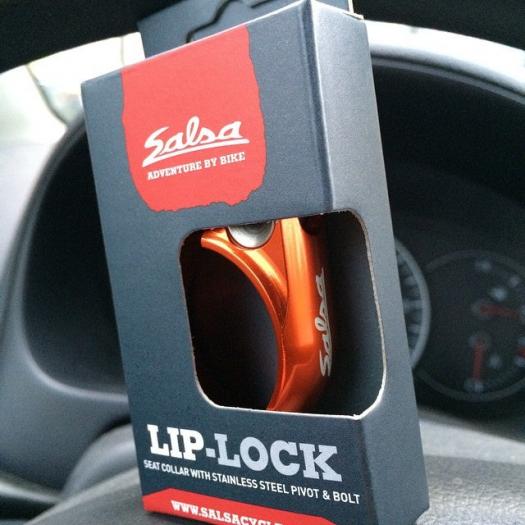 Salsa
ADVENTURE BY BIKE
Salsa
LIP-LOCK
SEAT COLLAR WITH STAINLESS STEEL PIVOT & BOLT